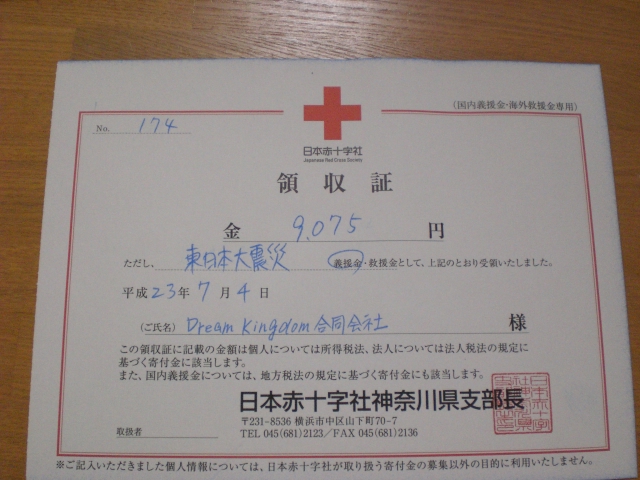 (国内義援金・海外救援金専用)
No. 174
日本赤十字社
Japanese Red Cross Society
領収証
金 9,075 円
ただし、東日本大震災 義援金・救援金として、上記のとおり受領いたしました。
平成23年7月4日
(ご氏名) Dream Kingdom 合同会社 様
この領収証に記載の金額は個人については所得税法、法人については法人税法の規定に
基づく寄付金に該当します。
また、国内義援金については、地方税法の規定に基づく寄付金にも該当します。
日本赤十字社神奈川県支部長
〒231-8536 横浜市中区山下町70-7
取扱者
TEL 045(681)2123/FAX 045(681)2136
※ご記入いただきました個人情報については、日本赤十字社が取り扱う寄付金の募集以外の目的に利用いたしません。